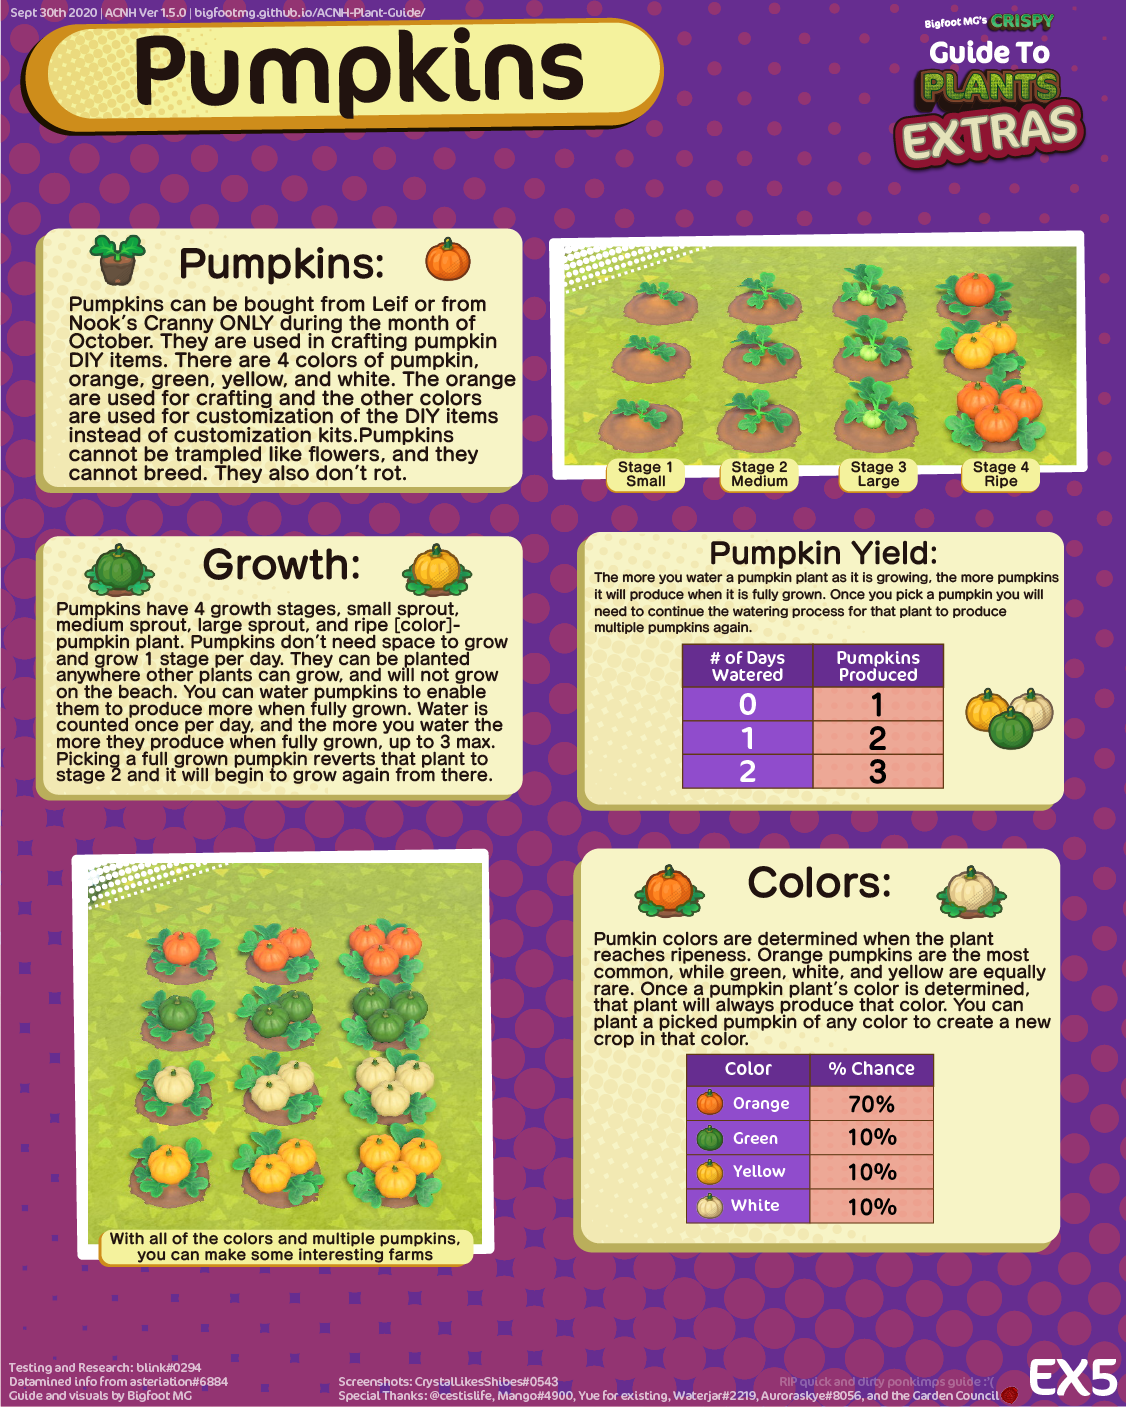 Sept 30th 2020 | ACNH Ver 1.5.0 | bigfootmg.github.io/ACNH-Plant-Guide/
Pumpkins
Bigfoot MG's CRISPY
Guide To
PLANTS
EXTRAS
Pumpkins:
Pumpkins can be bought from Leif or from
Nook's Cranny ONLY during the month of
October. They are used in crafting pumpkin
DIY items. There are 4 colors of pumpkin,
orange, green, yellow, and white. The orange
are used for crafting and the other colors
are used for customization of the DIY items
instead of customization kits.Pumpkins
cannot be trampled like flowers, and they
cannot breed. They also don't rot.
Stage 1
Small
Stage 2
Medium
Stage 3
Large
Stage 4
Ripe
Growth:
Pumpkins have 4 growth stages, small sprout,
medium sprout, large sprout, and ripe [color]-
pumpkin plant. Pumpkins don't need space to grow
and grow 1 stage per day. They can be planted
anywhere other plants can grow, and will not grow
on the beach. You can water pumpkins to enable
them to produce more when fully grown. Water is
counted once per day, and the more you water the
more they produce when fully grown, up to 3 max.
Picking a full grown pumpkin reverts that plant to
stage 2 and it will begin to grow again from there.
Pumpkin Yield:
The more you water a pumpkin plant as it is growing, the more pumpkins
it will produce when it is fully grown. Once you pick a pumpkin you will
need to continue the watering process for that plant to produce
multiple pumpkins again.
# of Days Watered
Pumpkins Produced
0 1
1 2
2 3
With all of the colors and multiple pumpkins,
you can make some interesting farms
Colors:
Pumkin colors are determined when the plant
reaches ripeness. Orange pumpkins are the most
common, while green, white, and yellow are equally
rare. Once a pumpkin plant's color is determined,
that plant will always produce that color. You can
plant a picked pumpkin of any color to create a new
crop in that color.
Color % Chance
Orange 70%
Green 10%
Yellow 10%
White 10%
Testing and Research: blink#0294
Datamined info from asteriation#6884
Guide and visuals by Bigfoot MG
Screenshots: CrystalLikesShibes#0543
RIP quick and dirty ponkimps guide :'(
Special Thanks: @cestislife, Mango#4900, Yue for existing, Waterjar#2219, Auroraskye#8056, and the Garden Council
EX5